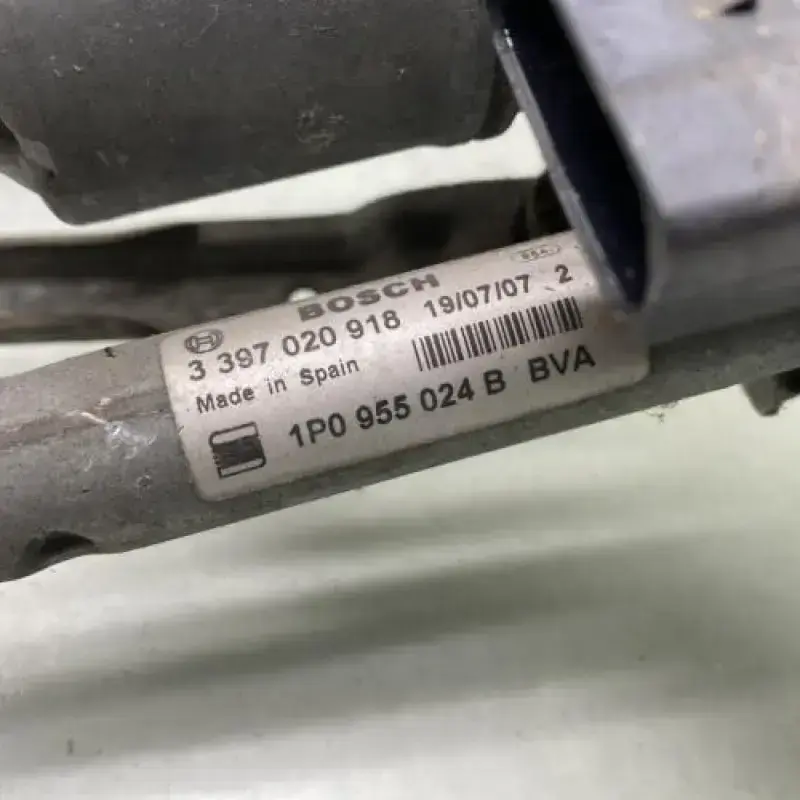 BOSCH
3 397 020 918 19/07/07 2
Made in Spain
1P0 955 024 B BVA